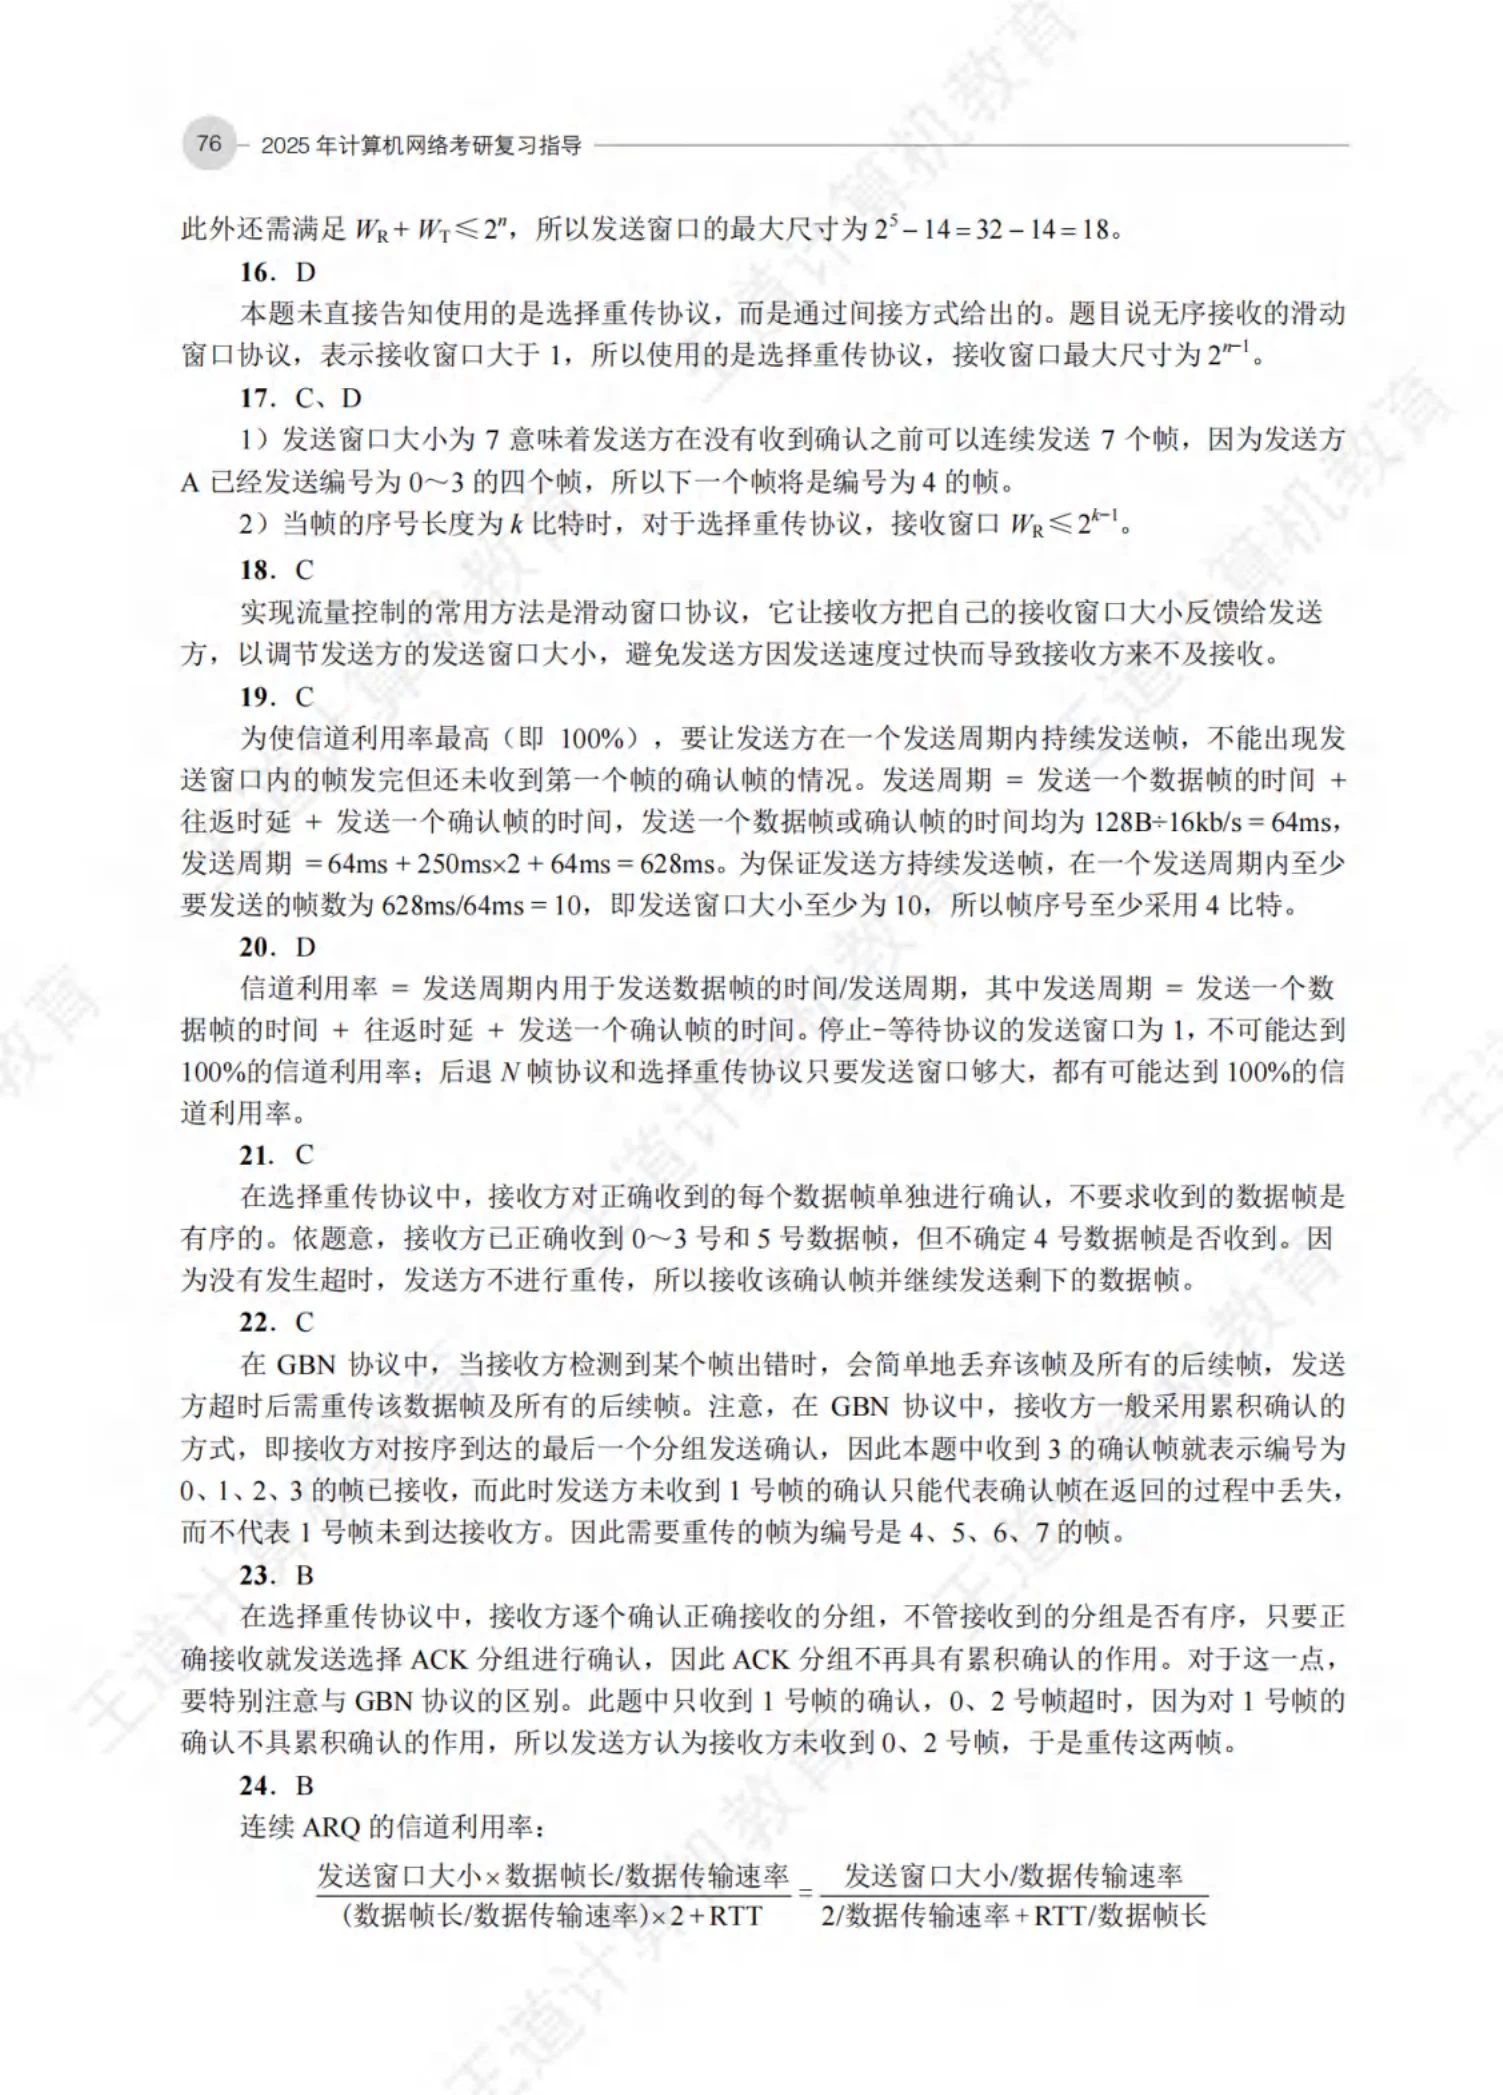 76 2025 年计算机网络考研复习指导
此外还需满足 W_R + W_T ≤ 2^n，所以发送窗口的最大尺寸为 2^5 − 14 = 32 − 14 = 18。
16．D
本题未直接告知使用的是选择重传协议，而是通过间接方式给出的。题目说无序接收的滑动
窗口协议，表示接收窗口大于 1，所以使用的是选择重传协议，接收窗口最大尺寸为 2^{n−1}。
17．C、D
1）发送窗口大小为 7 意味着发送方在没有收到确认之前可以连续发送 7 个帧，因为发送方
A 已经发送编号为 0～3 的四个帧，所以下一个帧将是编号为 4 的帧。
2）当帧的序号长度为 k 比特时，对于选择重传协议，接收窗口 W_R ≤ 2^{k−1}。
18．C
实现流量控制的常用方法是滑动窗口协议，它让接收方把自己的接收窗口大小反馈给发送
方，以调节发送方的发送窗口大小，避免发送方因发送速度过快而导致接收方来不及接收。
19．C
为使信道利用率最高（即 100%），要让发送方在一个发送周期内持续发送帧，不能出现发
送窗口内的帧发完但还未收到第一个帧的确认帧的情况。发送周期 = 发送一个数据帧的时间 +
往返时延 + 发送一个确认帧的时间，发送一个数据帧或确认帧的时间均为 128B÷16kb/s = 64ms，
发送周期 = 64ms + 250ms×2 + 64ms = 628ms。为保证发送方持续发送帧，在一个发送周期内至少
要发送的帧数为 628ms/64ms = 10，即发送窗口大小至少为 10，所以帧序号至少采用 4 比特。
20．D
信道利用率 = 发送周期内用于发送数据帧的时间/发送周期，其中发送周期 = 发送一个数
据帧的时间 + 往返时延 + 发送一个确认帧的时间。停止-等待协议的发送窗口为 1，不可能达到
100%的信道利用率；后退 N 帧协议和选择重传协议只要发送窗口够大，都有可能达到 100%的信
道利用率。
21．C
在选择重传协议中，接收方对正确收到的每个数据帧单独进行确认，不要求收到的数据帧是
有序的。依题意，接收方已正确收到 0～3 号和 5 号数据帧，但不确定 4 号数据帧是否收到。因
为没有发生超时，发送方不进行重传，所以接收该确认帧并继续发送剩下的数据帧。
22．C
在 GBN 协议中，当接收方检测到某个帧出错时，会简单地丢弃该帧及所有的后续帧，发送
方超时后需重传该数据帧及所有的后续帧。注意，在 GBN 协议中，接收方一般采用累积确认的
方式，即接收方对按序到达的最后一个分组发送确认，因此本题中收到 3 的确认帧就表示编号为
0、1、2、3 的帧已接收，而此时发送方未收到 1 号帧的确认只能代表确认帧在返回的过程中丢失，
而不代表 1 号帧未到达接收方。因此需要重传的帧为编号是 4、5、6、7 的帧。
23．B
在选择重传协议中，接收方逐个确认正确接收的分组，不管接收到的分组是否有序，只要正
确接收就发送选择 ACK 分组进行确认，因此 ACK 分组不再具有累积确认的作用。对于这一点，
要特别注意与 GBN 协议的区别。此题中只收到 1 号帧的确认，0、2 号帧超时，因为对 1 号帧的
确认不具累积确认的作用，所以发送方认为接收方未收到 0、2 号帧，于是重传这两帧。
24．B
连续 ARQ 的信道利用率：
发送窗口大小×数据帧长/数据传输速率 = 发送窗口大小/数据传输速率
(数据帧长/数据传输速率)×2+RTT 2/数据传输速率+RTT/数据帧长